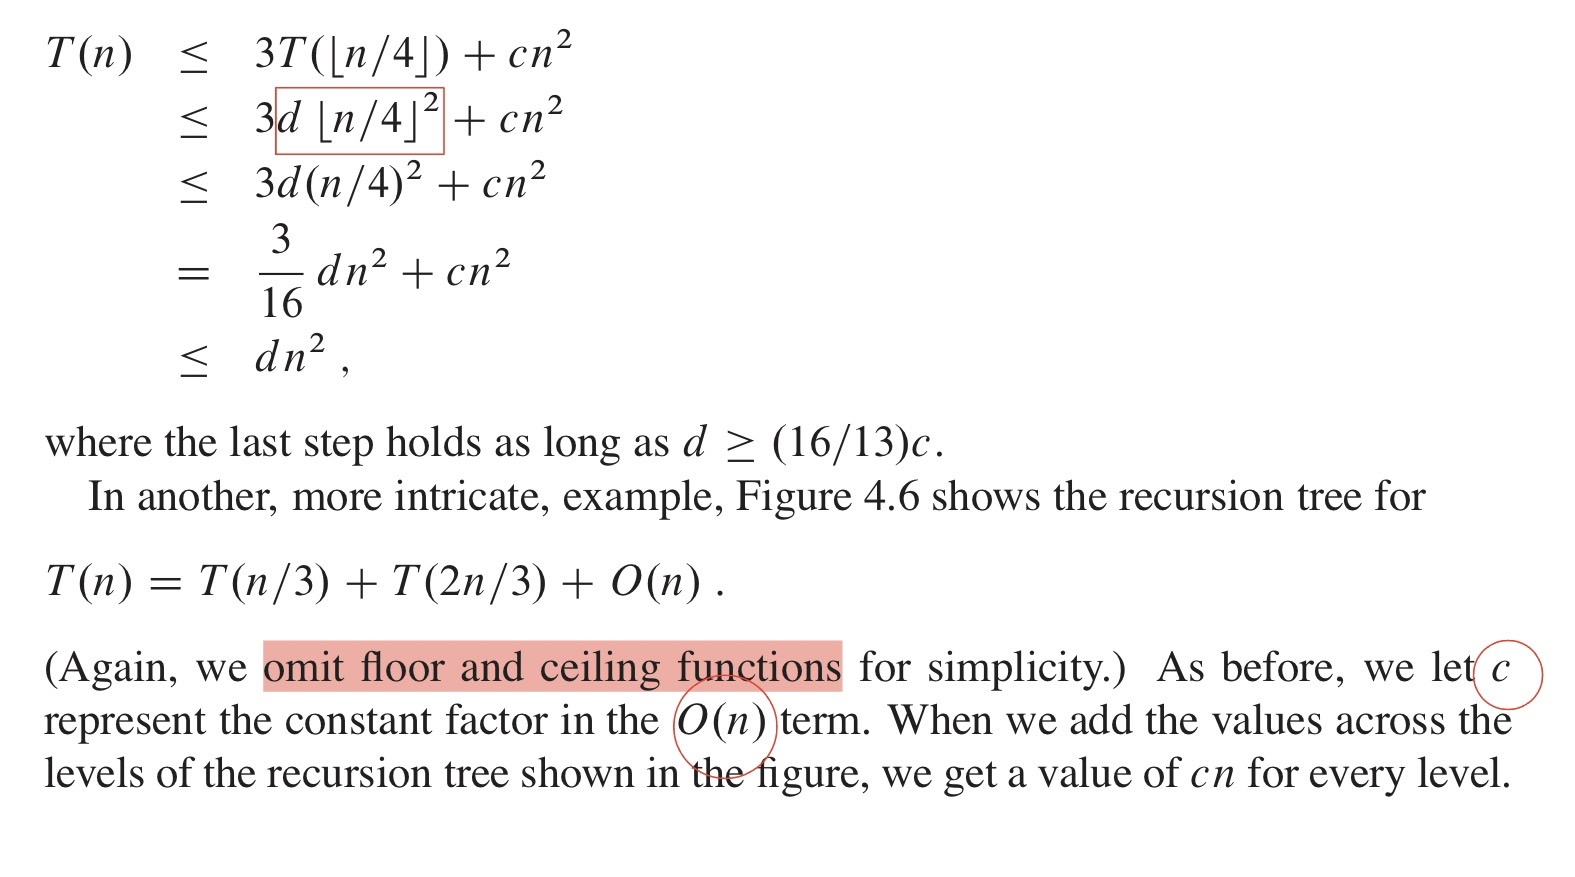 T(n) ≤ 3T(⌊n/4⌋) + cn²
≤ 3d ⌊n/4⌋² + cn²
≤ 3d(n/4)² + cn²
= 3/16 dn² + cn²
≤ dn² ,
where the last step holds as long as d ≥ (16/13)c.
In another, more intricate, example, Figure 4.6 shows the recursion tree for
T(n) = T(n/3) + T(2n/3) + O(n) .
(Again, we omit floor and ceiling functions for simplicity.) As before, we let c
represent the constant factor in the O(n) term. When we add the values across the
levels of the recursion tree shown in the figure, we get a value of cn for every level.